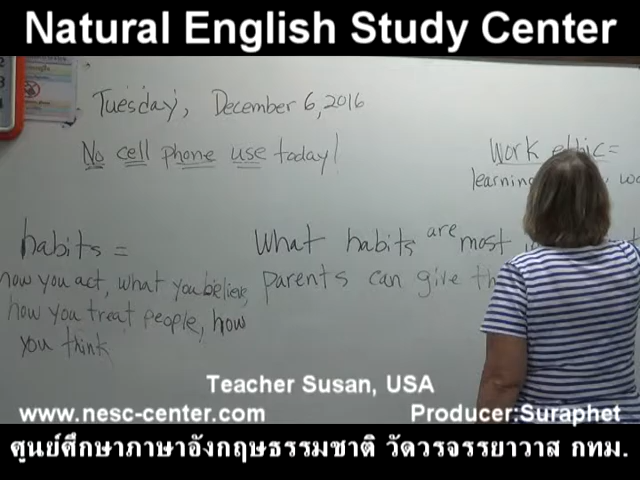 Natural English Study Center
Tuesday, December 6, 2016
No cell phone use today!
Work ethic =
learning
habits =
What habits are most
how you act, what you believe,
parents can give
how you treat people, how
you think
Teacher Susan, USA
www.nesc-center.com
Producer:Suraphet
ศูนย์ศึกษาภาษาอังกฤษธรรมชาติ วัดวรจรรยาวาส กทม.